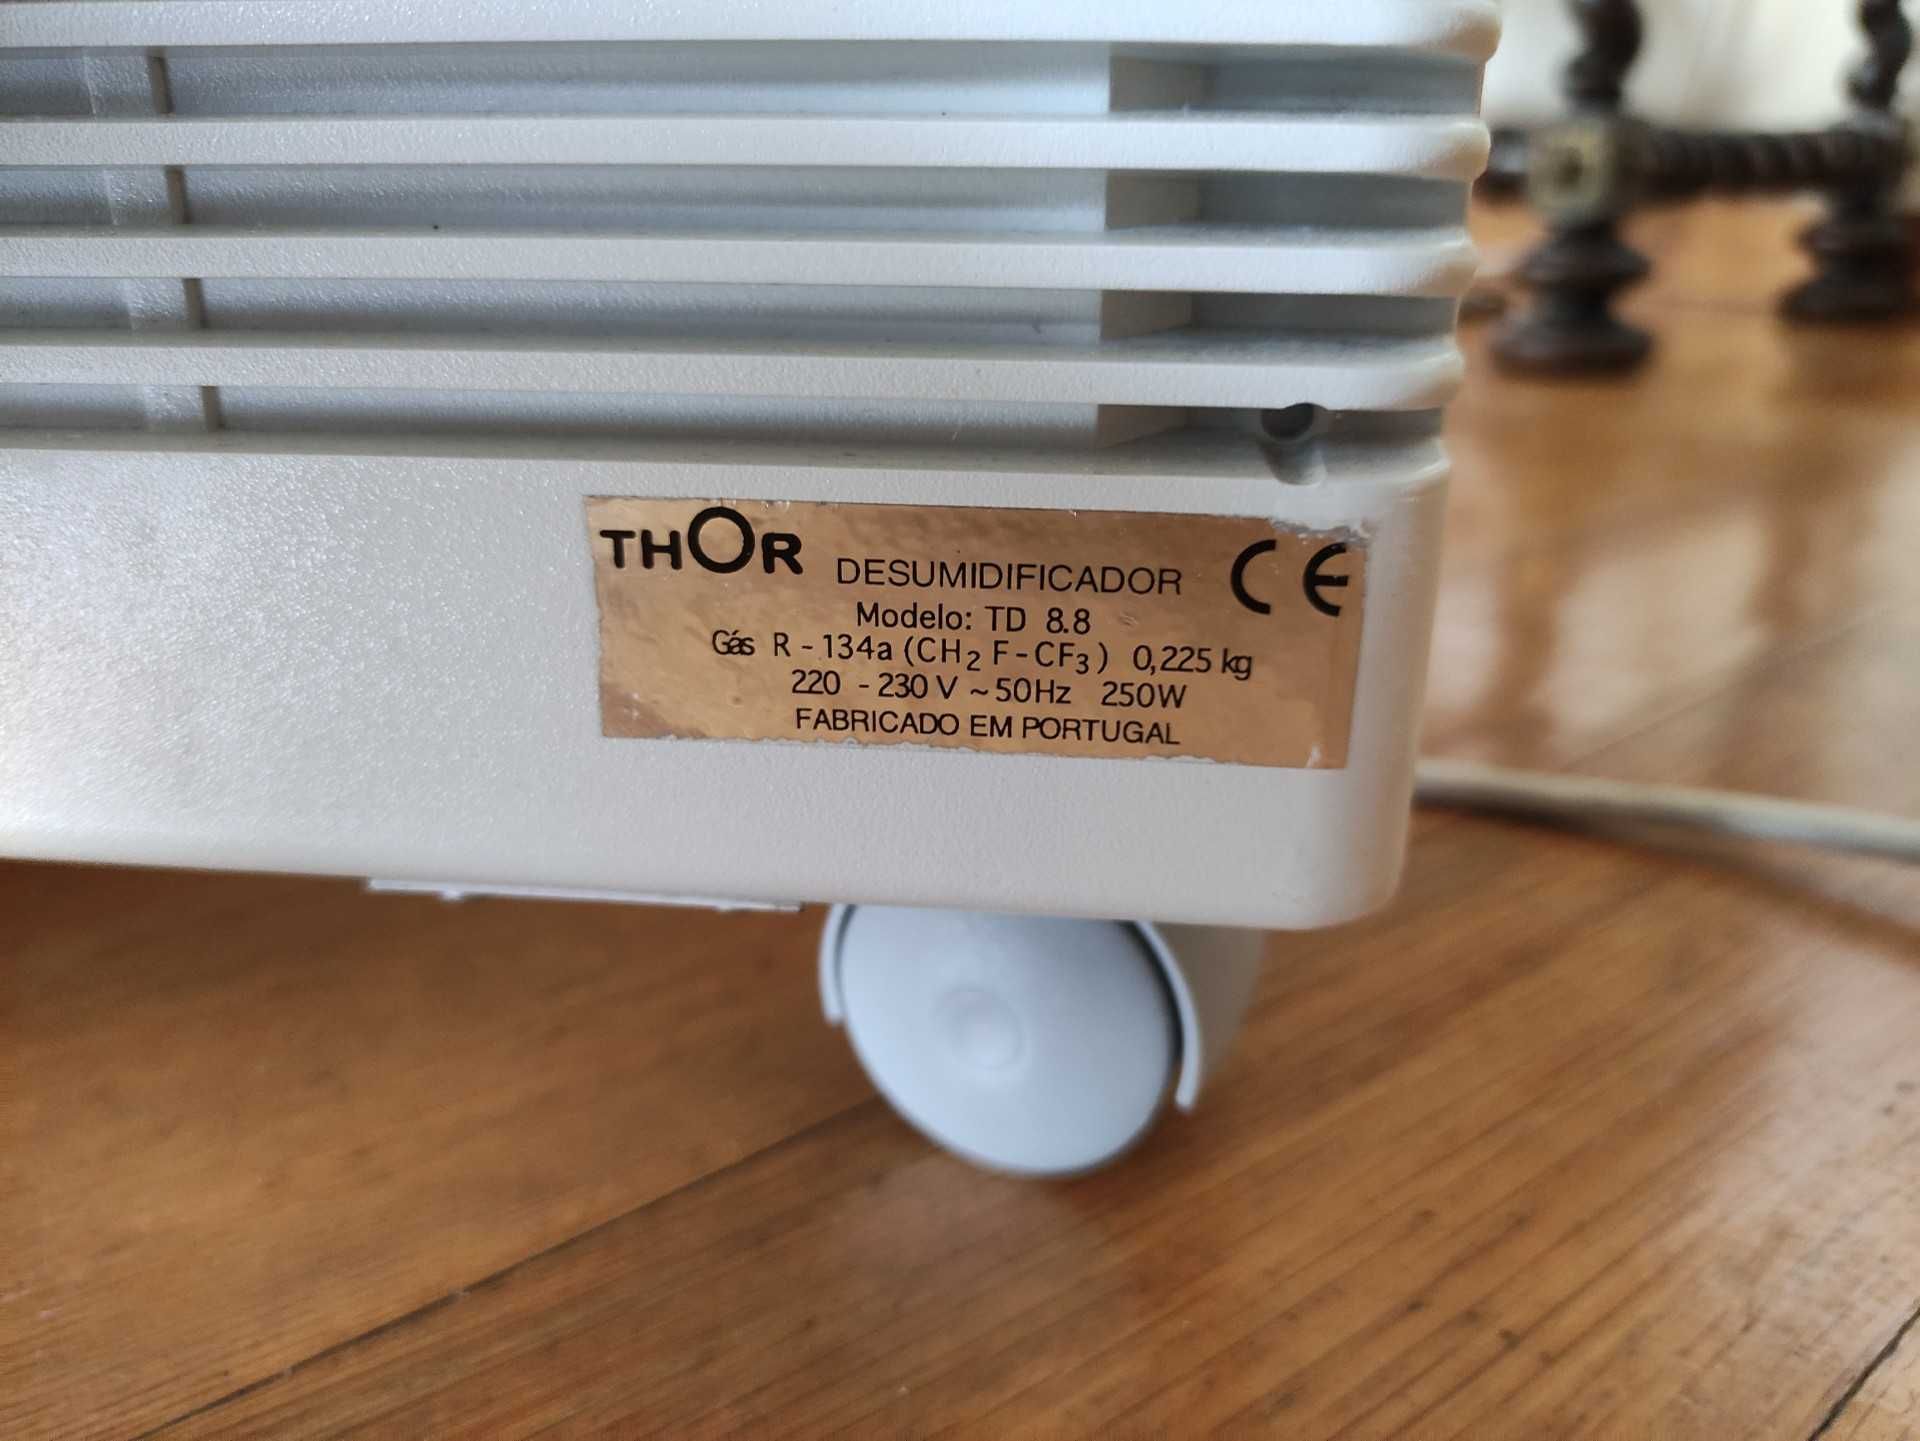 THOR DESUMIDIFICADOR CE
Modelo: TD 8.8
Gás R - 134a (CH2 F - CF3) 0,225 kg
220 - 230 V ~ 50Hz 250W
FABRICADO EM PORTUGAL